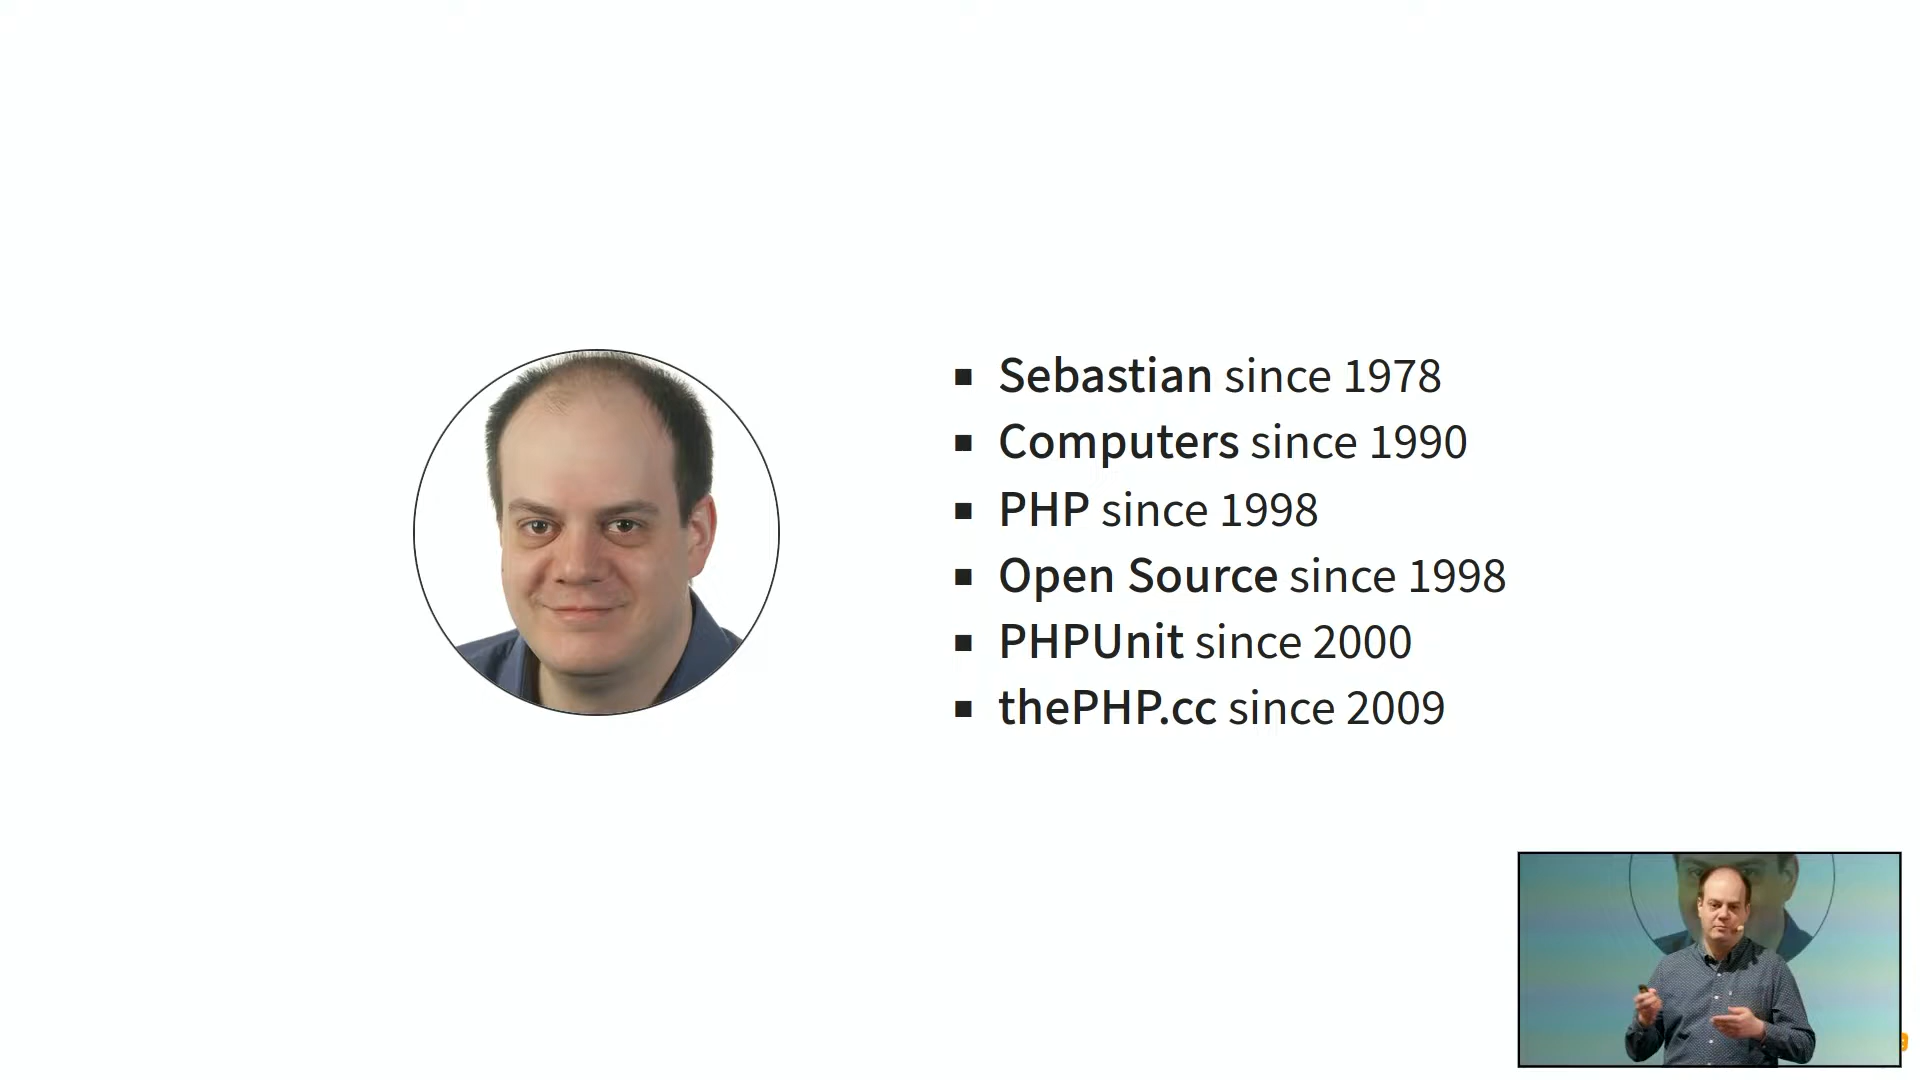 Sebastian since 1978
Computers since 1990
PHP since 1998
Open Source since 1998
PHPUnit since 2000
thePHP.cc since 2009